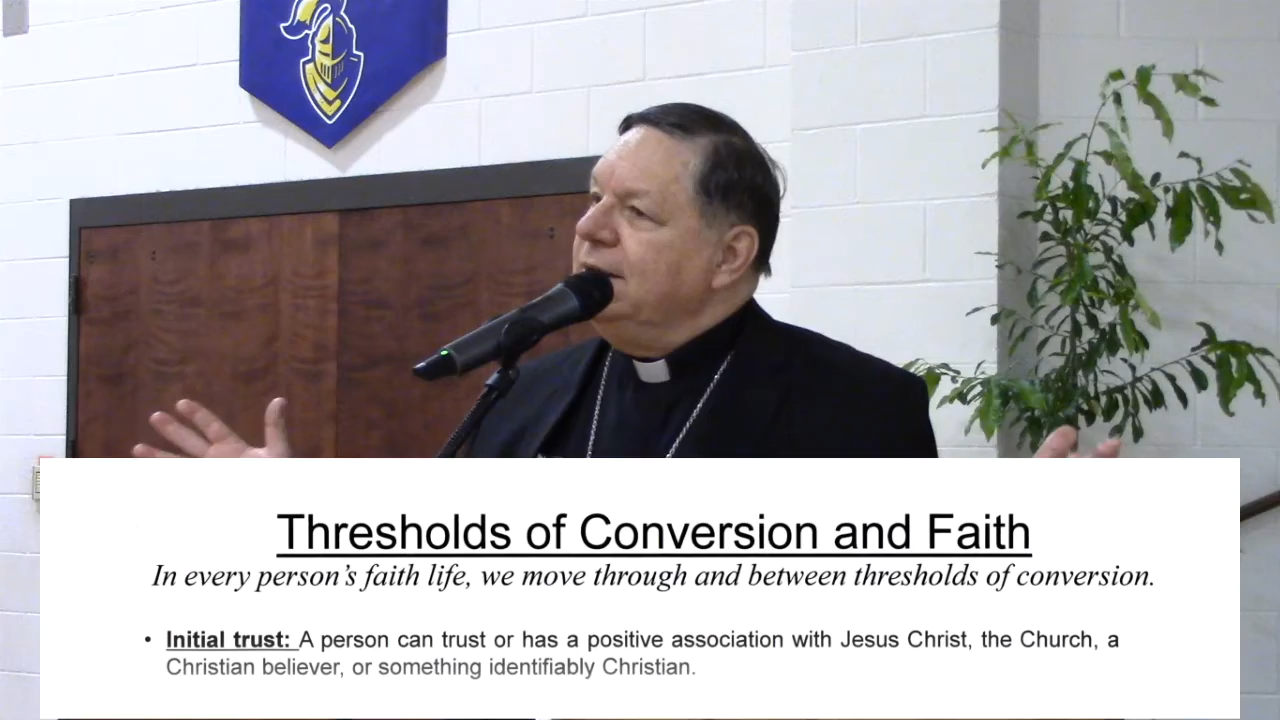 Thresholds of Conversion and Faith
In every person's faith life, we move through and between thresholds of conversion.
• Initial trust: A person can trust or has a positive association with Jesus Christ, the Church, a
Christian believer, or something identifiably Christian.